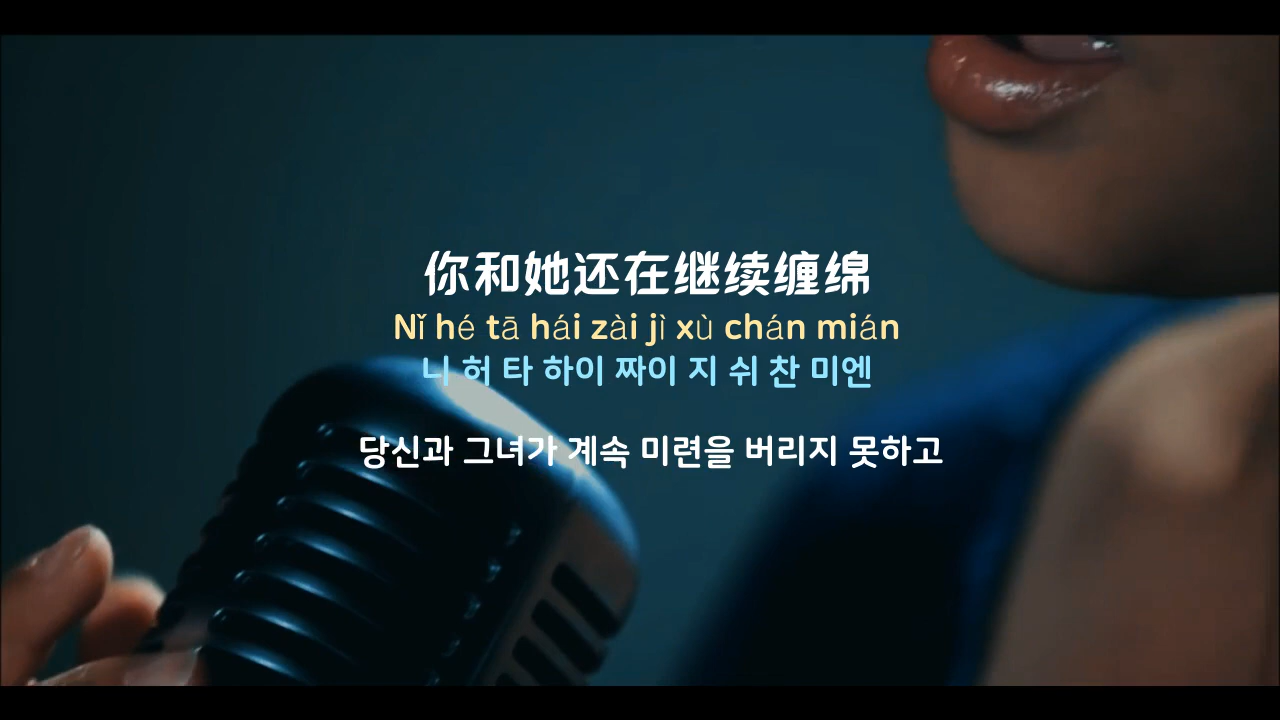 你和她还在继续缠绵
Nǐ hé tā hái zài jì xù chán mián
니 허 타 하이 짜이 지 쉬 찬 미엔
당신과 그녀가 계속 미련을 버리지 못하고